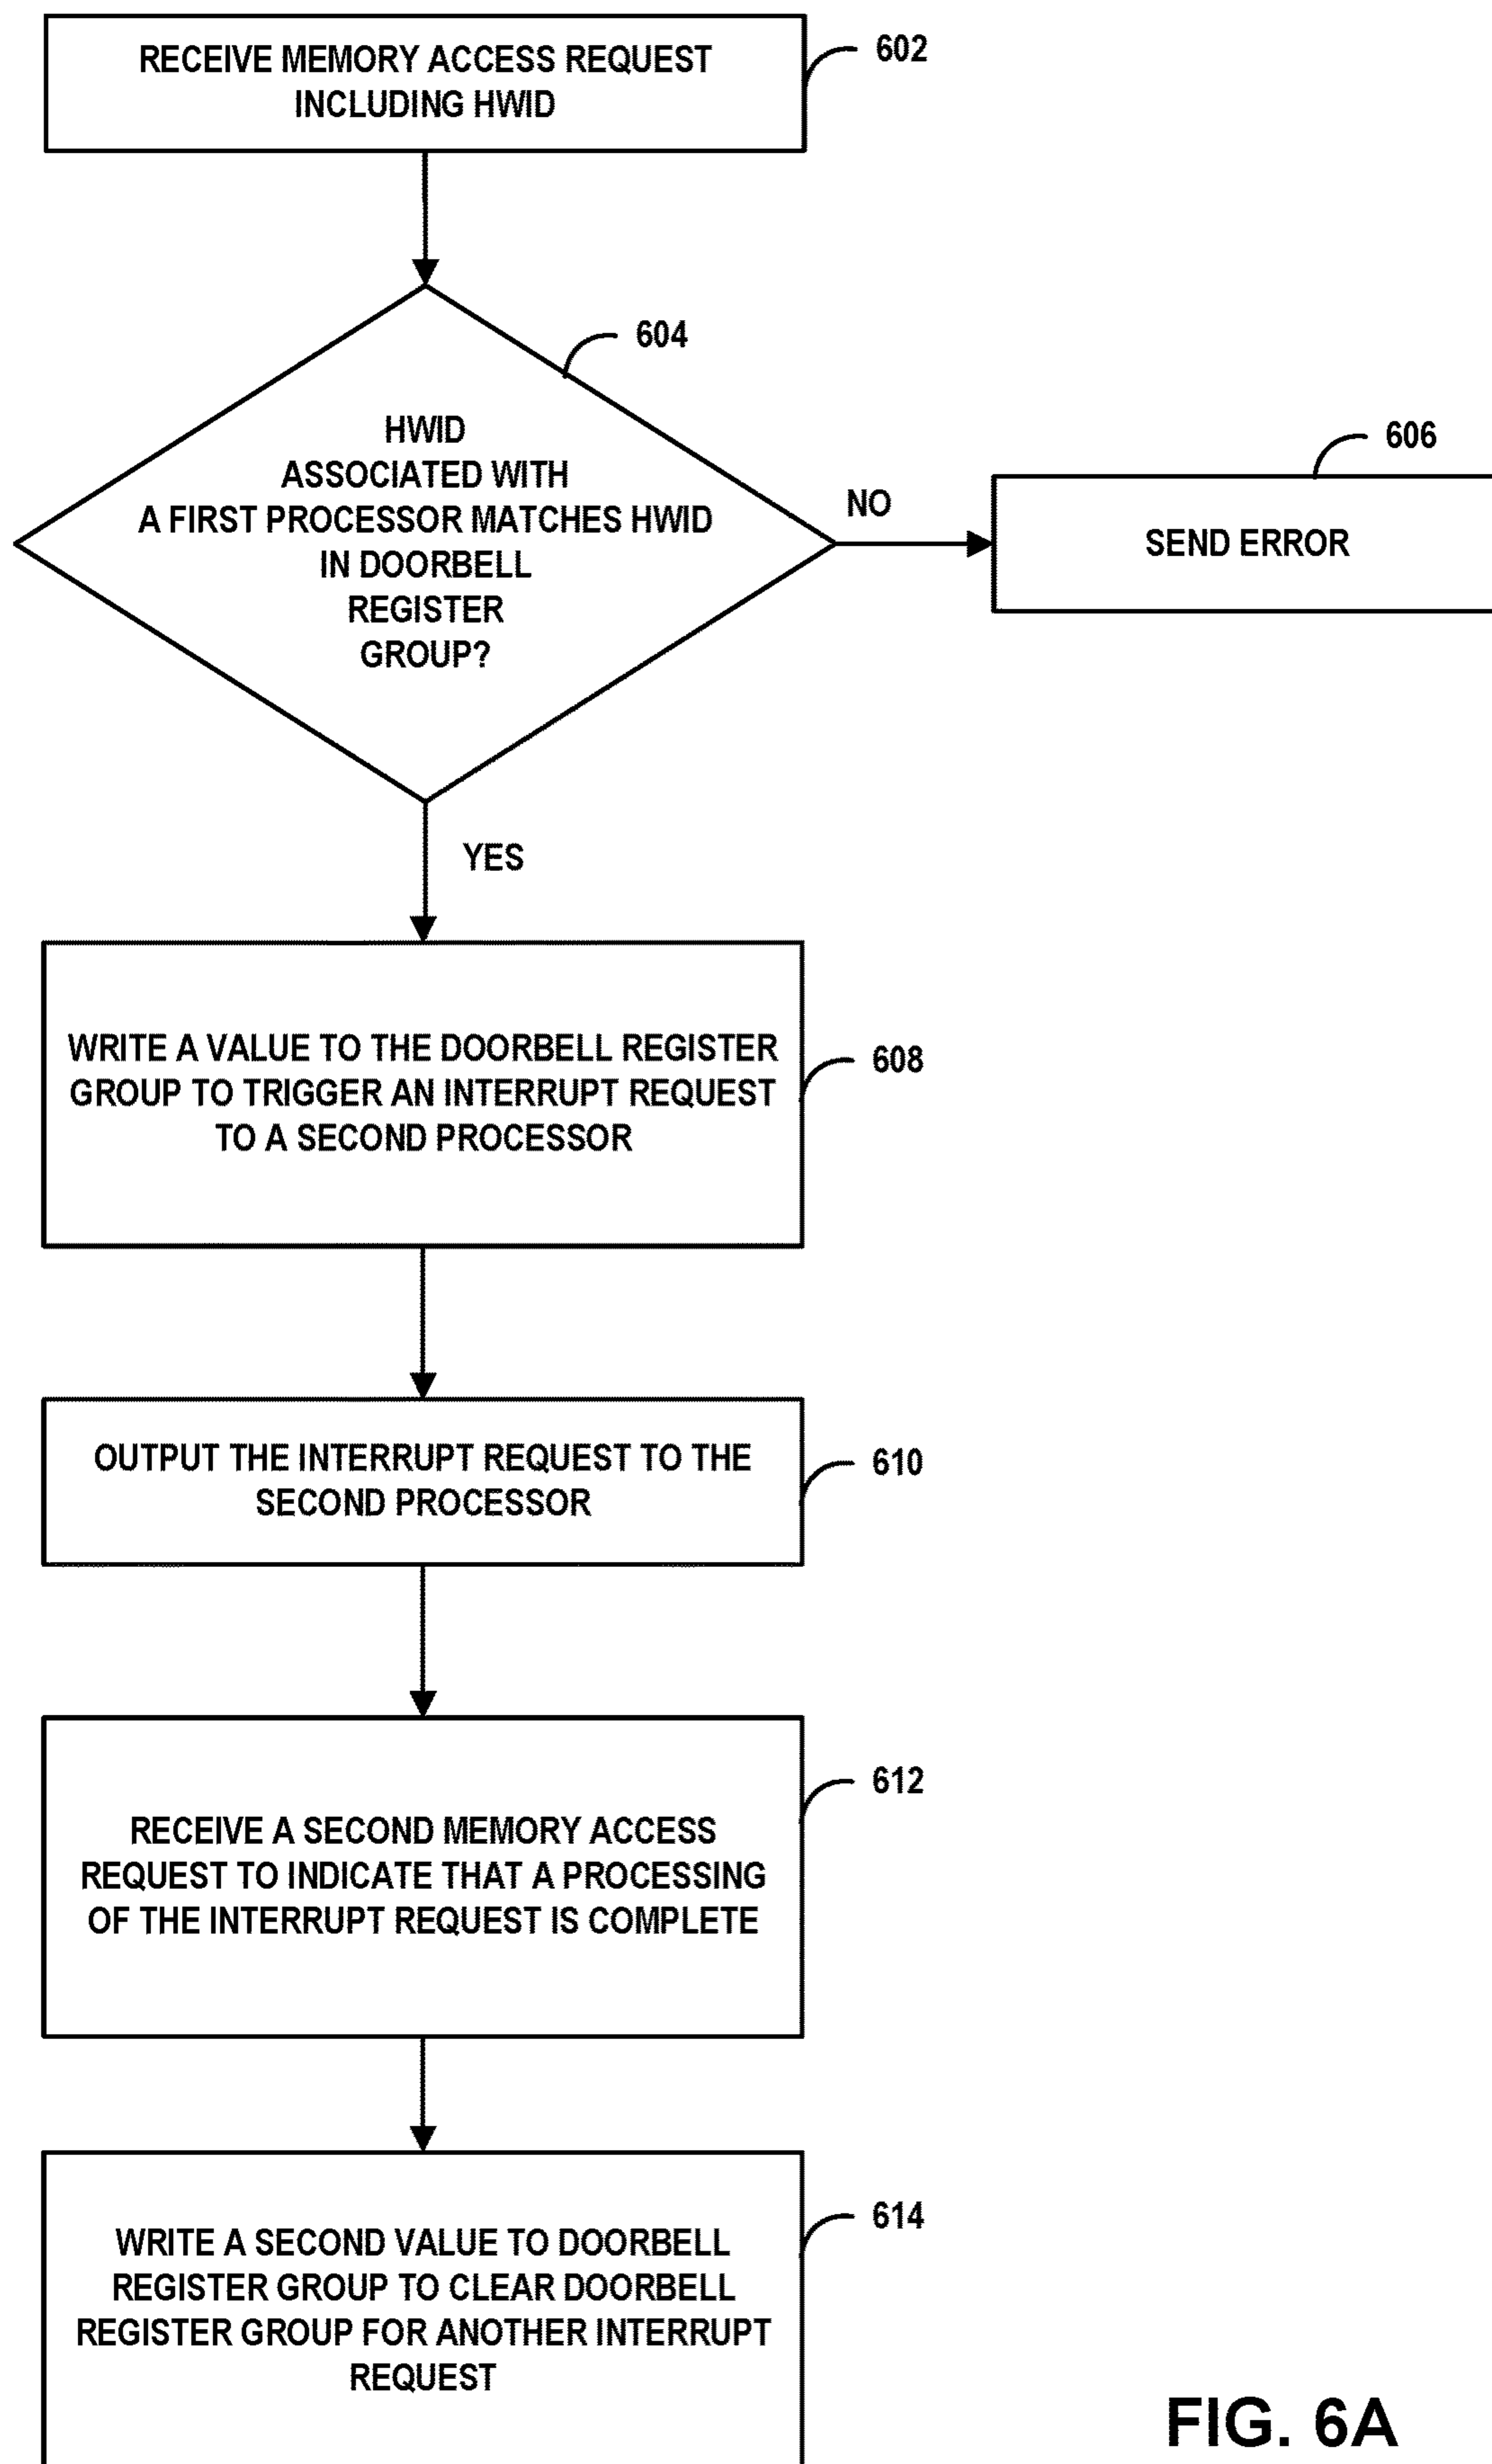 RECEIVE MEMORY ACCESS REQUEST
INCLUDING HWID
602
604
HWID
ASSOCIATED WITH
A FIRST PROCESSOR MATCHES HWID
IN DOORBELL
REGISTER
GROUP?
NO
606
SEND ERROR
YES
WRITE A VALUE TO THE DOORBELL REGISTER
GROUP TO TRIGGER AN INTERRUPT REQUEST
TO A SECOND PROCESSOR
608
OUTPUT THE INTERRUPT REQUEST TO THE
SECOND PROCESSOR
610
RECEIVE A SECOND MEMORY ACCESS
REQUEST TO INDICATE THAT A PROCESSING
OF THE INTERRUPT REQUEST IS COMPLETE
612
WRITE A SECOND VALUE TO DOORBELL
REGISTER GROUP TO CLEAR DOORBELL
REGISTER GROUP FOR ANOTHER INTERRUPT
REQUEST
614
FIG. 6A